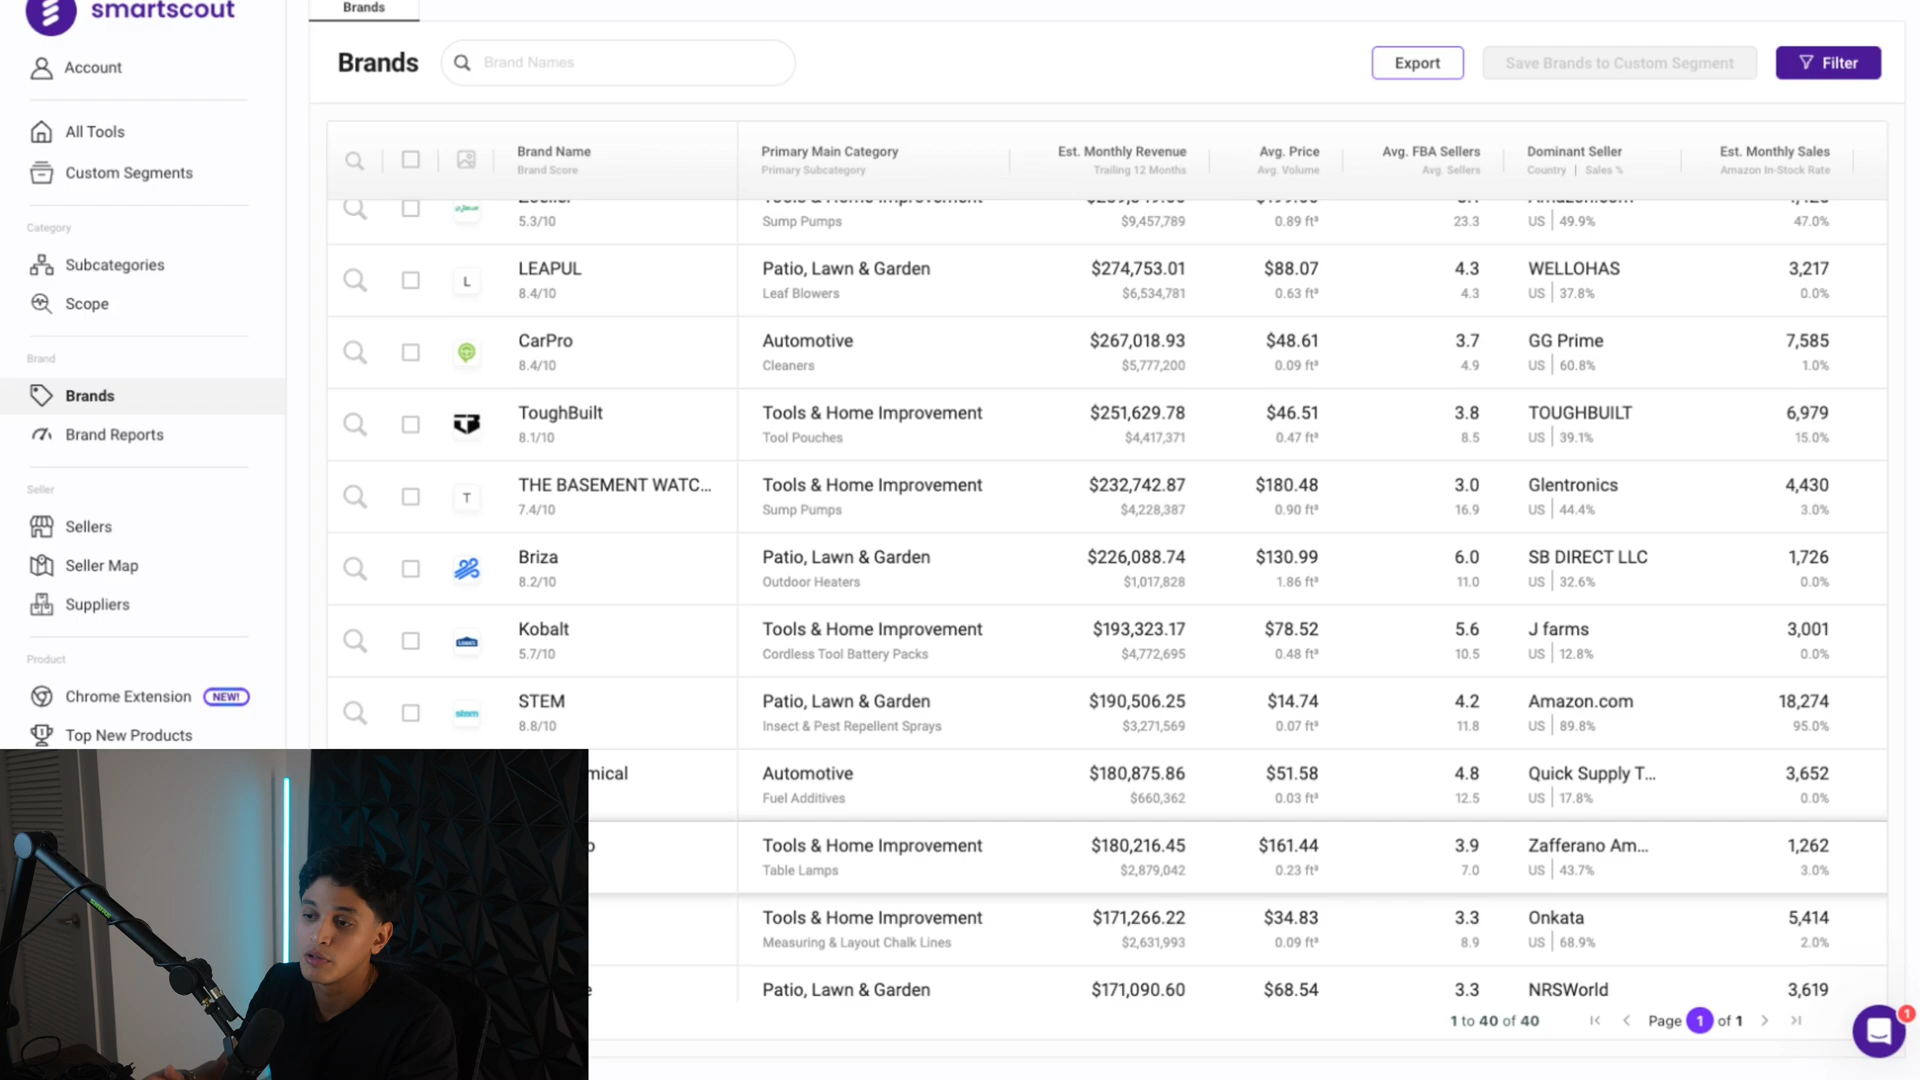 smartscout
Account
All Tools
Custom Segments
Category
Subcategories
Scope
Brand
Brands
Brand Reports
Seller
Sellers
Seller Map
Suppliers
Product
Chrome Extension NEW!
Top New Products
Brands
Brands
Brand Names
Export
Save Brands to Custom Segment
Filter
Brand Name Primary Main Category Est. Monthly Revenue Avg. Price Avg. FBA Sellers Dominant Seller Est. Monthly Sales
Brand Score Primary Subcategory Trailing 12 Months Avg. Volume Avg. Sellers Country | Sales % Amazon In-Stock Rate
Tools & Home Improvement Amazon.com
5.3/10 Sump Pumps $9,457,789 0.89 ft³ 23.3 US | 49.9% 47.0%
LEAPUL Patio, Lawn & Garden $274,753.01 $88.07 4.3 WELLOHAS 3,217
L
8.4/10 Leaf Blowers $6,534,781 0.63 ft³ 4.3 US | 37.8% 0.0%
CarPro Automotive $267,018.93 $48.61 3.7 GG Prime 7,585
8.4/10 Cleaners $5,777,200 0.09 ft³ 4.9 US | 60.8% 1.0%
ToughBuilt Tools & Home Improvement $251,629.78 $46.51 3.8 TOUGHBUILT 6,979
8.1/10 Tool Pouches $4,417,371 0.47 ft³ 8.5 US | 39.1% 15.0%
THE BASEMENT WATC... Tools & Home Improvement $232,742.87 $180.48 3.0 Glentronics 4,430
T
7.4/10 Sump Pumps $4,228,387 0.90 ft³ 16.9 US | 44.4% 3.0%
Briza Patio, Lawn & Garden $226,088.74 $130.99 6.0 SB DIRECT LLC 1,726
8.2/10 Outdoor Heaters $1,017,828 1.86 ft³ 11.0 US | 32.6% 0.0%
Kobalt Tools & Home Improvement $193,323.17 $78.52 5.6 J farms 3,001
5.7/10 Cordless Tool Battery Packs $4,772,695 0.48 ft³ 10.5 US | 12.8% 0.0%
STEM Patio, Lawn & Garden $190,506.25 $14.74 4.2 Amazon.com 18,274
stem
8.8/10 Insect & Pest Repellent Sprays $3,271,569 0.07 ft³ 11.8 US | 89.8% 95.0%
mical Automotive $180,875.86 $51.58 4.8 Quick Supply T... 3,652
Fuel Additives $660,362 0.03 ft³ 12.5 US | 17.8% 0.0%
o Tools & Home Improvement $180,216.45 $161.44 3.9 Zafferano Am... 1,262
Table Lamps $2,879,042 0.23 ft³ 7.0 US | 43.7% 3.0%
Tools & Home Improvement $171,266.22 $34.83 3.3 Onkata 5,414
Measuring & Layout Chalk Lines $2,631,993 0.09 ft³ 8.9 US | 68.9% 2.0%
e Patio, Lawn & Garden $171,090.60 $68.54 3.3 NRSWorld 3,619
1 to 40 of 40 Page 1 of 1
1
SHURE